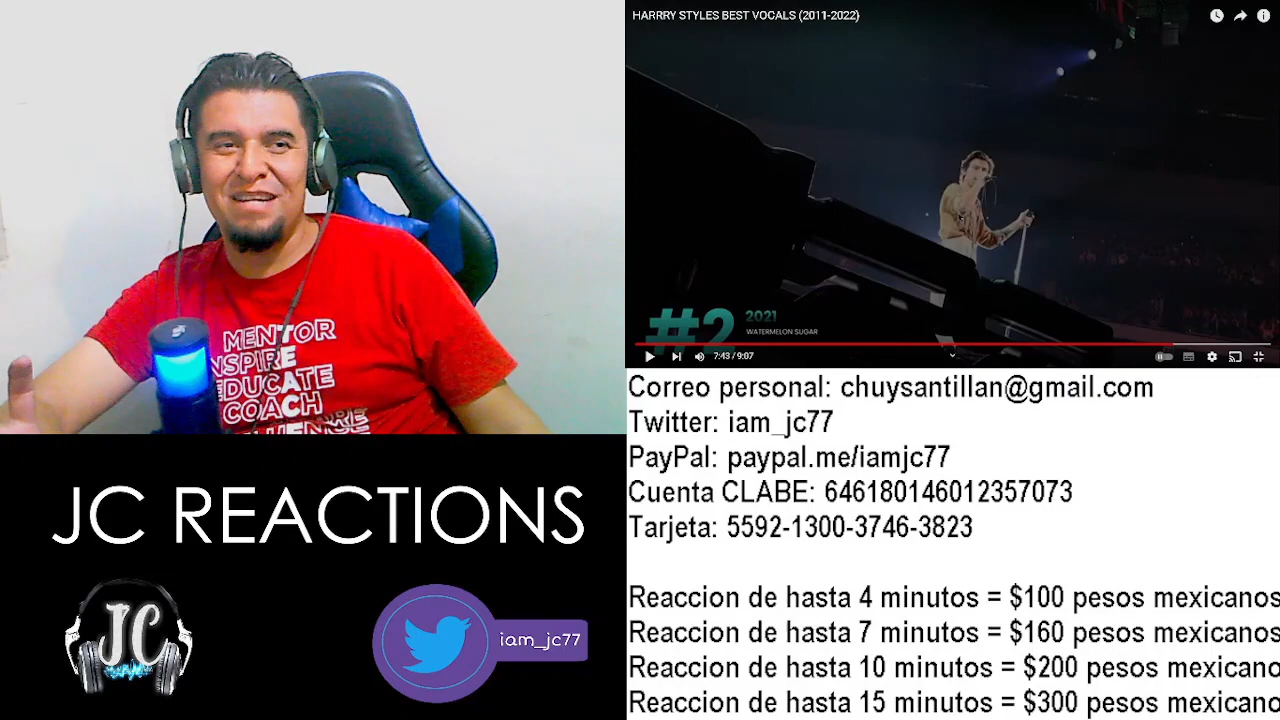 HARRRY STYLES BEST VOCALS (2011-2022)
#2 2021
WATERMELON SUGAR
7:43 / 9:07
MENTOR
INSPIRE
EDUCATE
COACH
Correo personal: chuysantillan@gmail.com
Twitter: iam_jc77
PayPal: paypal.me/iamjc77
Cuenta CLABE: 646180146012357073
Tarjeta: 5592-1300-3746-3823
Reaccion de hasta 4 minutos = $100 pesos mexicanos
Reaccion de hasta 7 minutos = $160 pesos mexicanos
Reaccion de hasta 10 minutos = $200 pesos mexicano
Reaccion de hasta 15 minutos = $300 pesos mexicano
JC REACTIONS
JC
iam_jc77